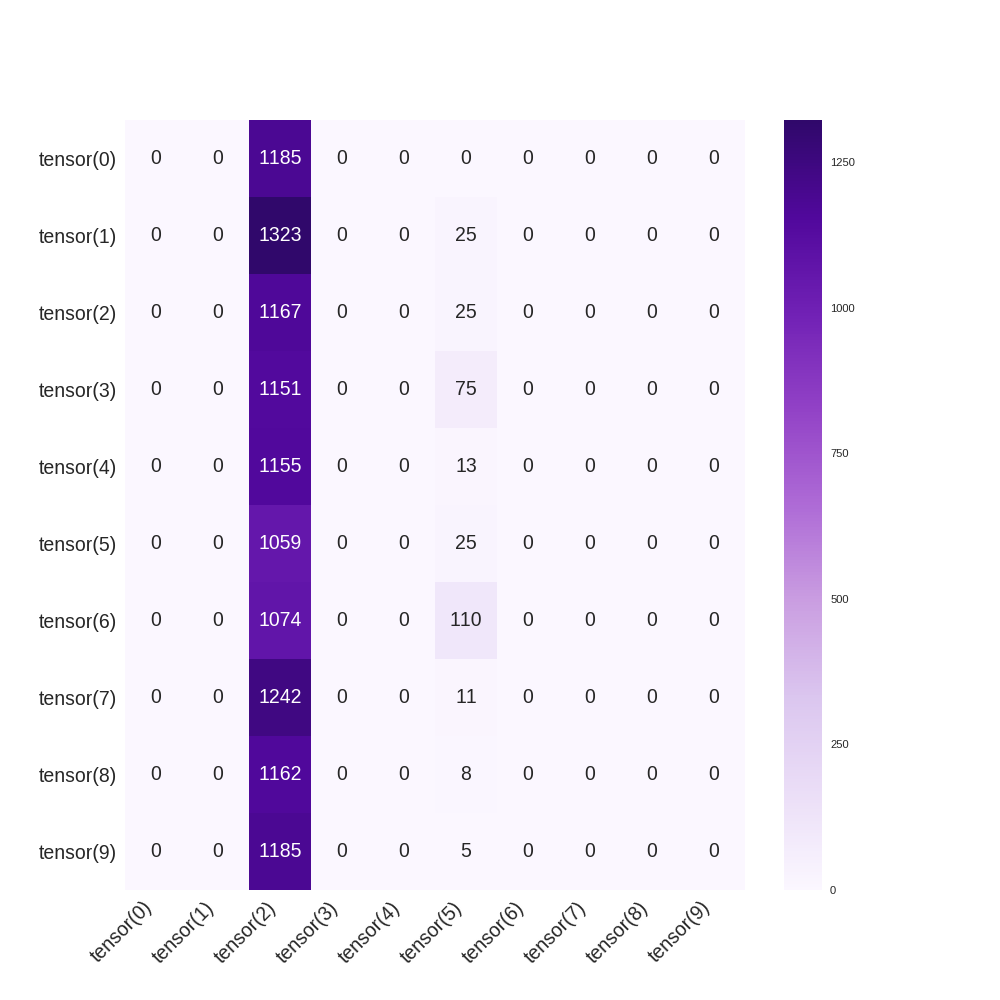 tensor(0) 0 0 1185 0 0 0 0 0 0 0
tensor(1) 0 0 1323 0 0 25 0 0 0 0
tensor(2) 0 0 1167 0 0 25 0 0 0 0
tensor(3) 0 0 1151 0 0 75 0 0 0 0
tensor(4) 0 0 1155 0 0 13 0 0 0 0
tensor(5) 0 0 1059 0 0 25 0 0 0 0
tensor(6) 0 0 1074 0 0 110 0 0 0 0
tensor(7) 0 0 1242 0 0 11 0 0 0 0
tensor(8) 0 0 1162 0 0 8 0 0 0 0
tensor(9) 0 0 1185 0 0 5 0 0 0 0
tensor(0) tensor(1) tensor(2) tensor(3) tensor(4) tensor(5) tensor(6) tensor(7) tensor(8) tensor(9)
1250
1000
750
500
250
0